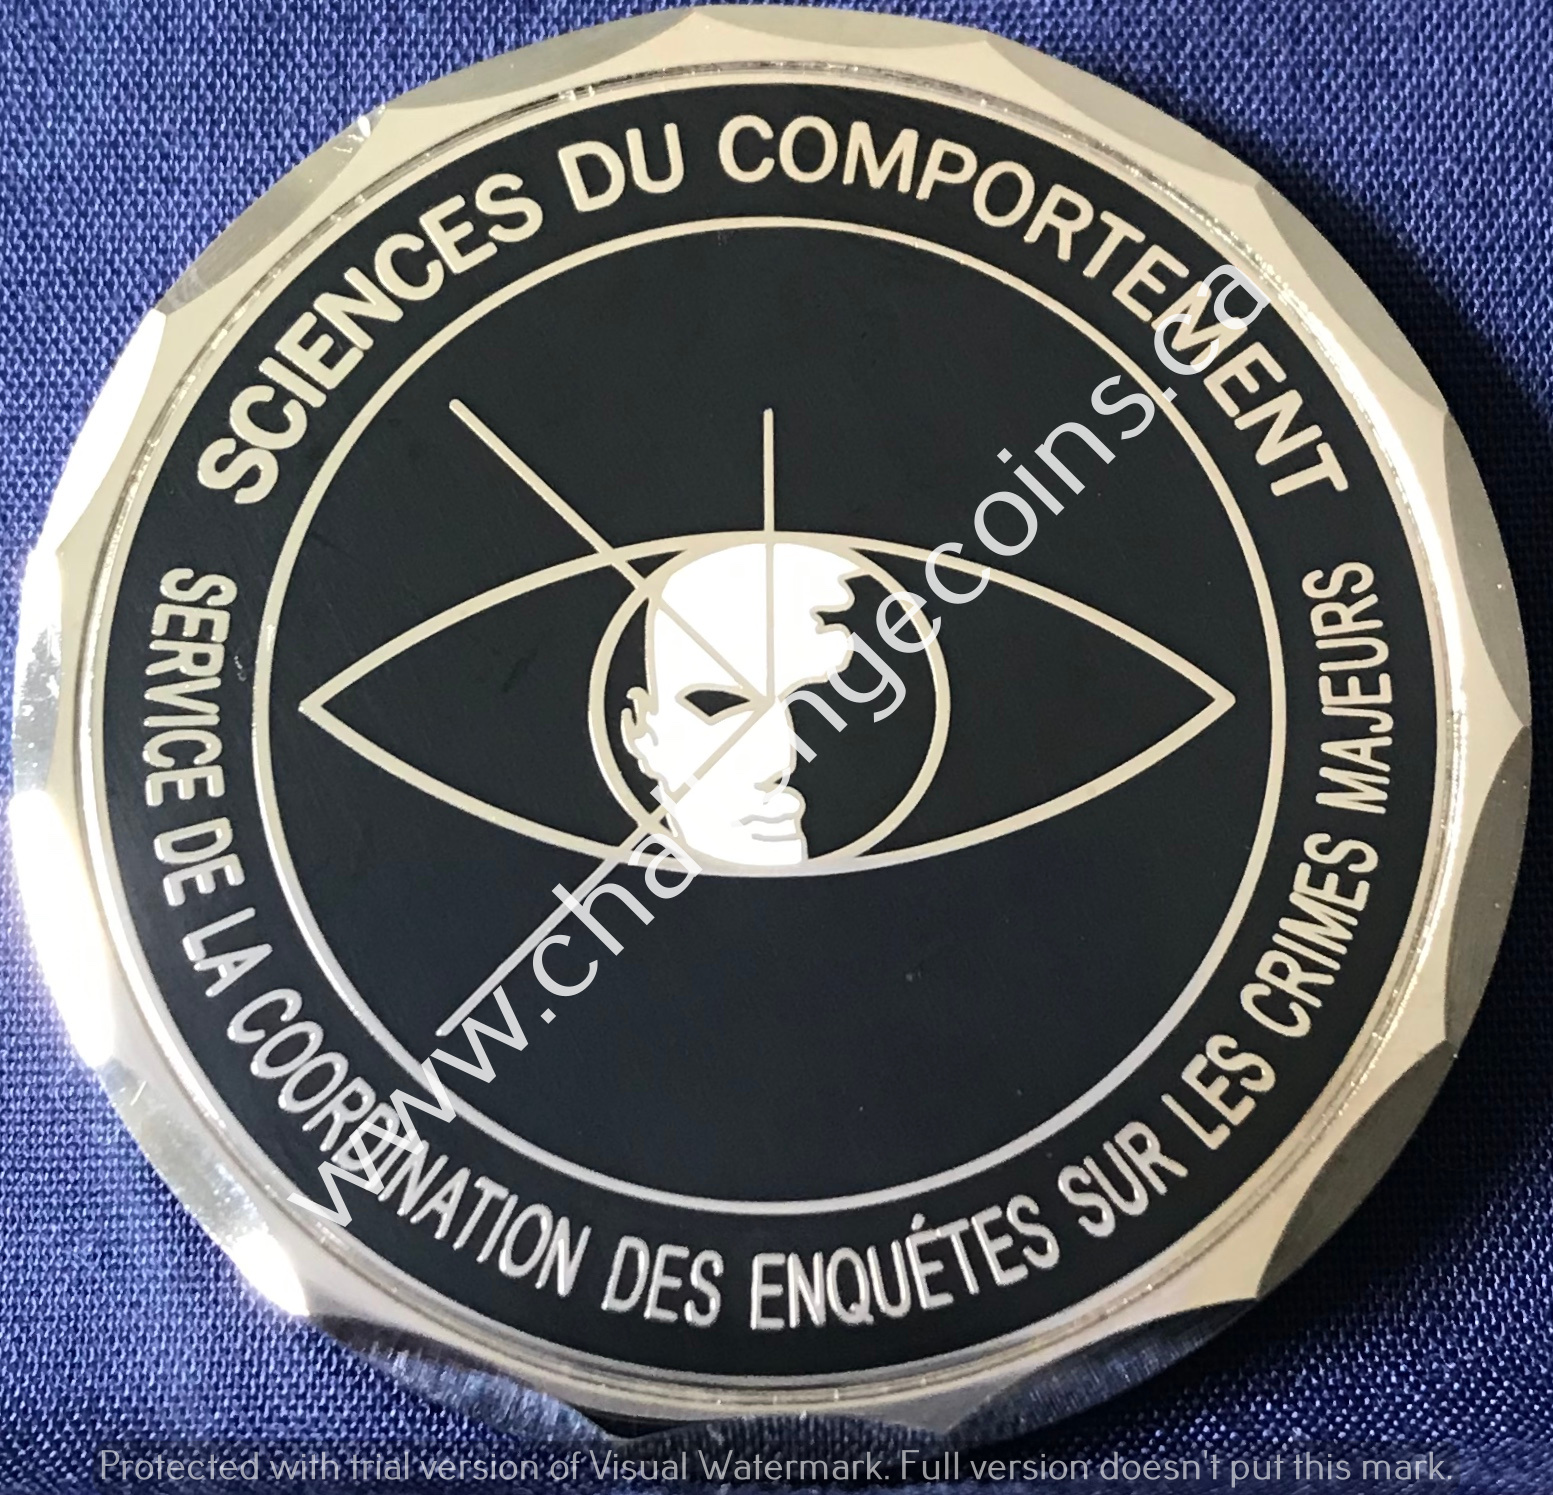 SCIENCES DU COMPORTEMENT
SERVICE DE LA COORDINATION DES ENQUÉTES SUR LES CRIMES MAJEURS
www.challengecoins.ca
Protected with trial version of Visual Watermark. Full version doesn't put this mark.